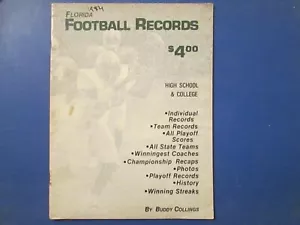 FLORIDA
FOOTBALL RECORDS
$4.00
HIGH SCHOOL
& COLLEGE
•Individual
Records
•Team Records
•All Playoff
Scores
•All State Teams
•Winningest Coaches
•Championship Recaps
•Photos
•Playoff Records
•History
•Winning Streaks
BY BUDDY COLLINGS